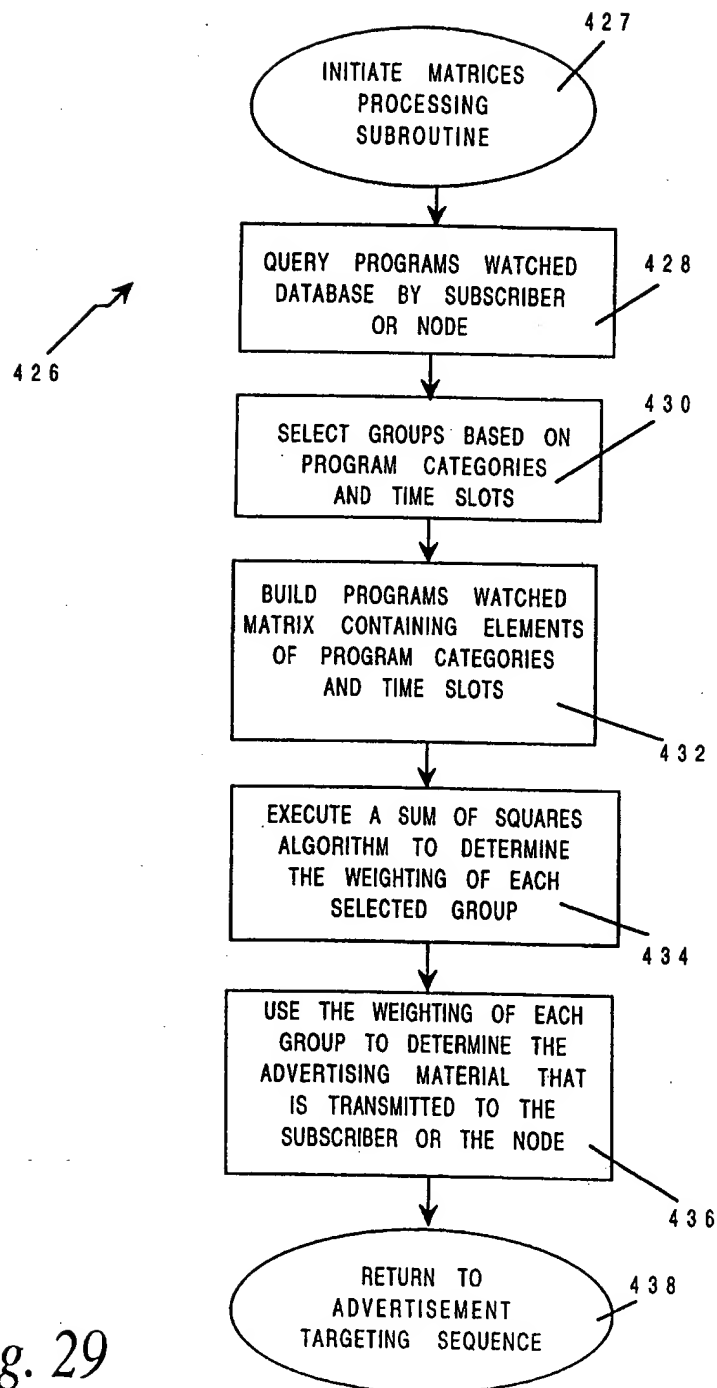 427
INITIATE MATRICES
PROCESSING
SUBROUTINE
QUERY PROGRAMS WATCHED
DATABASE BY SUBSCRIBER
OR NODE
428
426
430
SELECT GROUPS BASED ON
PROGRAM CATEGORIES
AND TIME SLOTS
BUILD PROGRAMS WATCHED
MATRIX CONTAINING ELEMENTS
OF PROGRAM CATEGORIES
AND TIME SLOTS
432
EXECUTE A SUM OF SQUARES
ALGORITHM TO DETERMINE
THE WEIGHTING OF EACH
SELECTED GROUP
434
USE THE WEIGHTING OF EACH
GROUP TO DETERMINE THE
ADVERTISING MATERIAL THAT
IS TRANSMITTED TO THE
SUBSCRIBER OR THE NODE
436
RETURN TO
ADVERTISEMENT
TARGETING SEQUENCE
438
g. 29